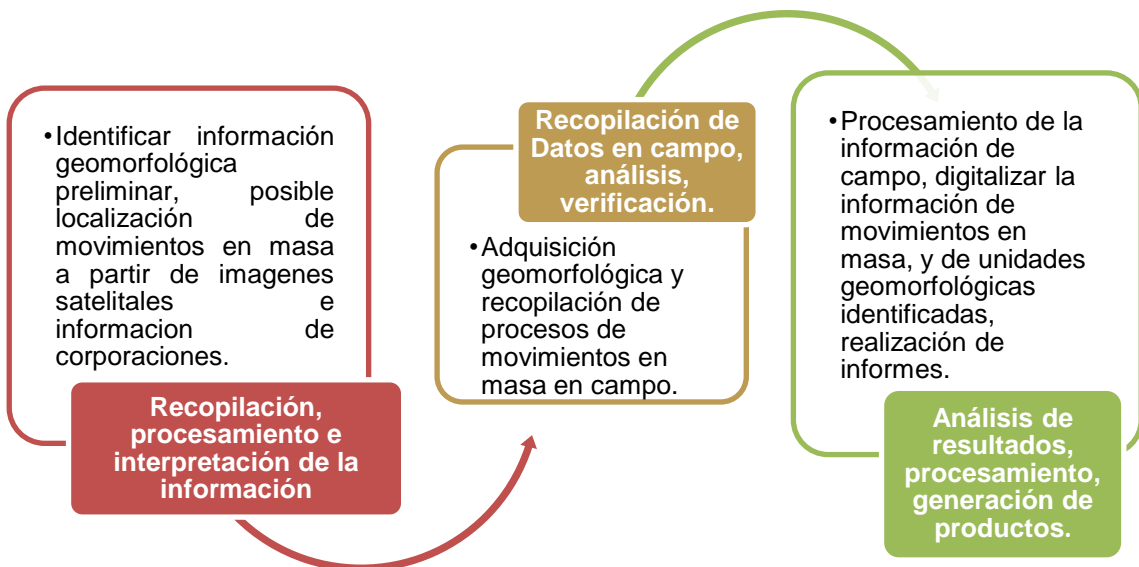 •Identificar información
geomorfológica
preliminar, posible
localización de
movimientos en masa
a partir de imagenes
satelitales e
informacion de
corporaciones.
Recopilación,
procesamiento e
interpretación de la
información
Recopilación de
Datos en campo,
análisis,
verificación.
•Adquisición
geomorfológica y
recopilación de
procesos de
movimientos en
masa en campo.
•Procesamiento de la
información de
campo, digitalizar la
información de
movimientos en
masa, y de unidades
geomorfológicas
identificadas,
realización de
informes.
Análisis de
resultados,
procesamiento,
generación de
productos.